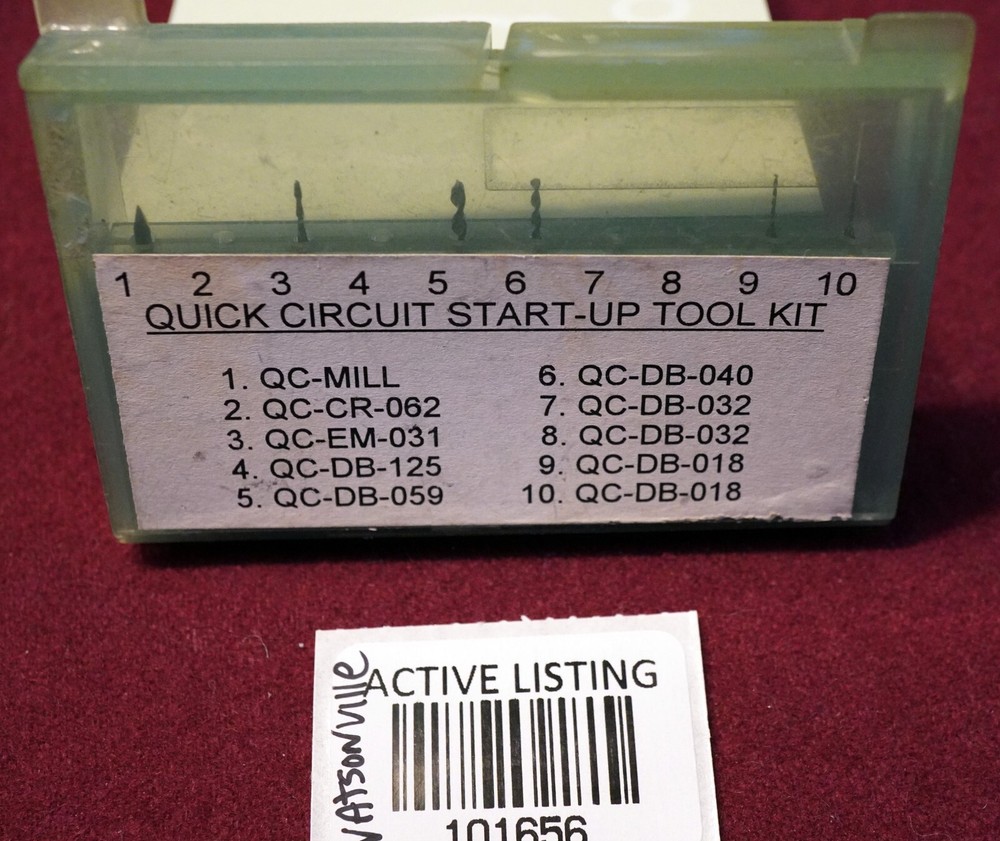 1 2 3 4 5 6 7 8 9 10
QUICK CIRCUIT START-UP TOOL KIT
1. QC-MILL
2. QC-CR-062
3. QC-EM-031
4. QC-DB-125
5. QC-DB-059
6. QC-DB-040
7. QC-DB-032
8. QC-DB-032
9. QC-DB-018
10. QC-DB-018
WATSONVILLE
ACTIVE LISTING
101656